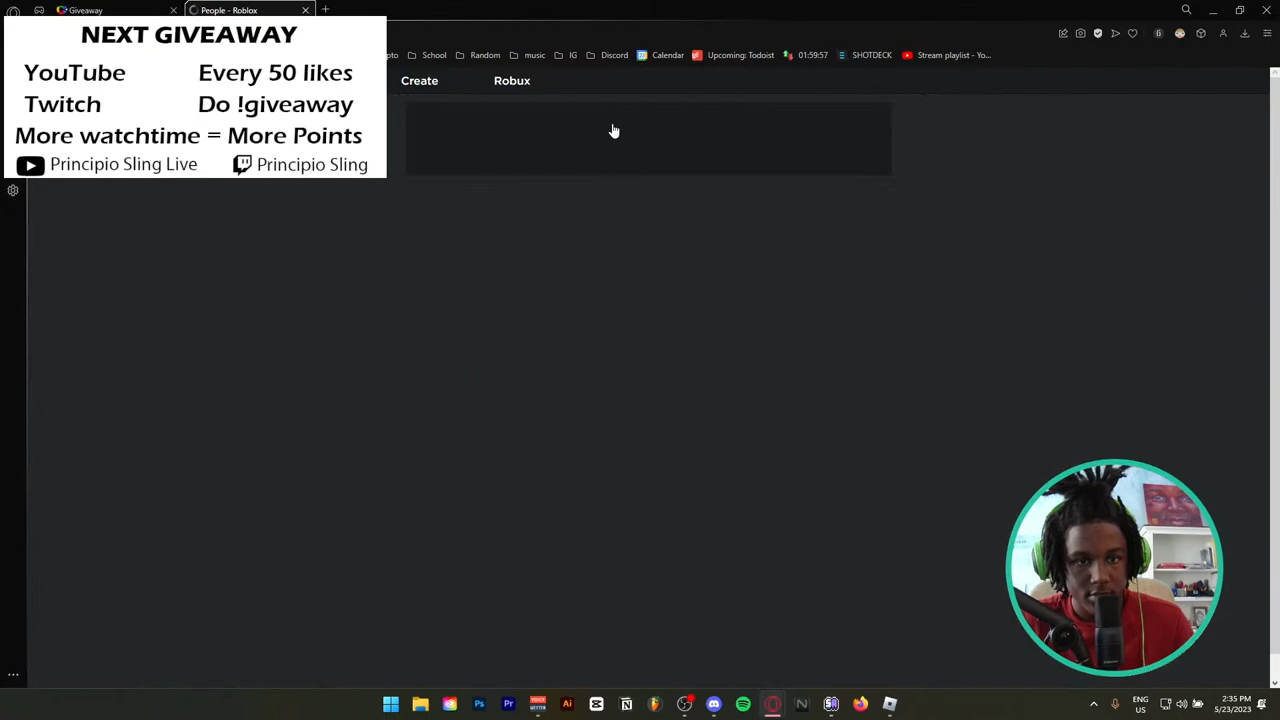 Giveaway
People - Roblox
NEXT GIVEAWAY
YouTube Every 50 likes
Twitch Do !giveaway
More watchtime = More Points
Principio Sling Live Principio Sling
pto School Random music IG Discord Calendar Upcoming: Todoist 01:59:57 SHOTDECK Stream playlist - Yo...
Create Robux
ENG
US
2:35 PM
5/23/2023